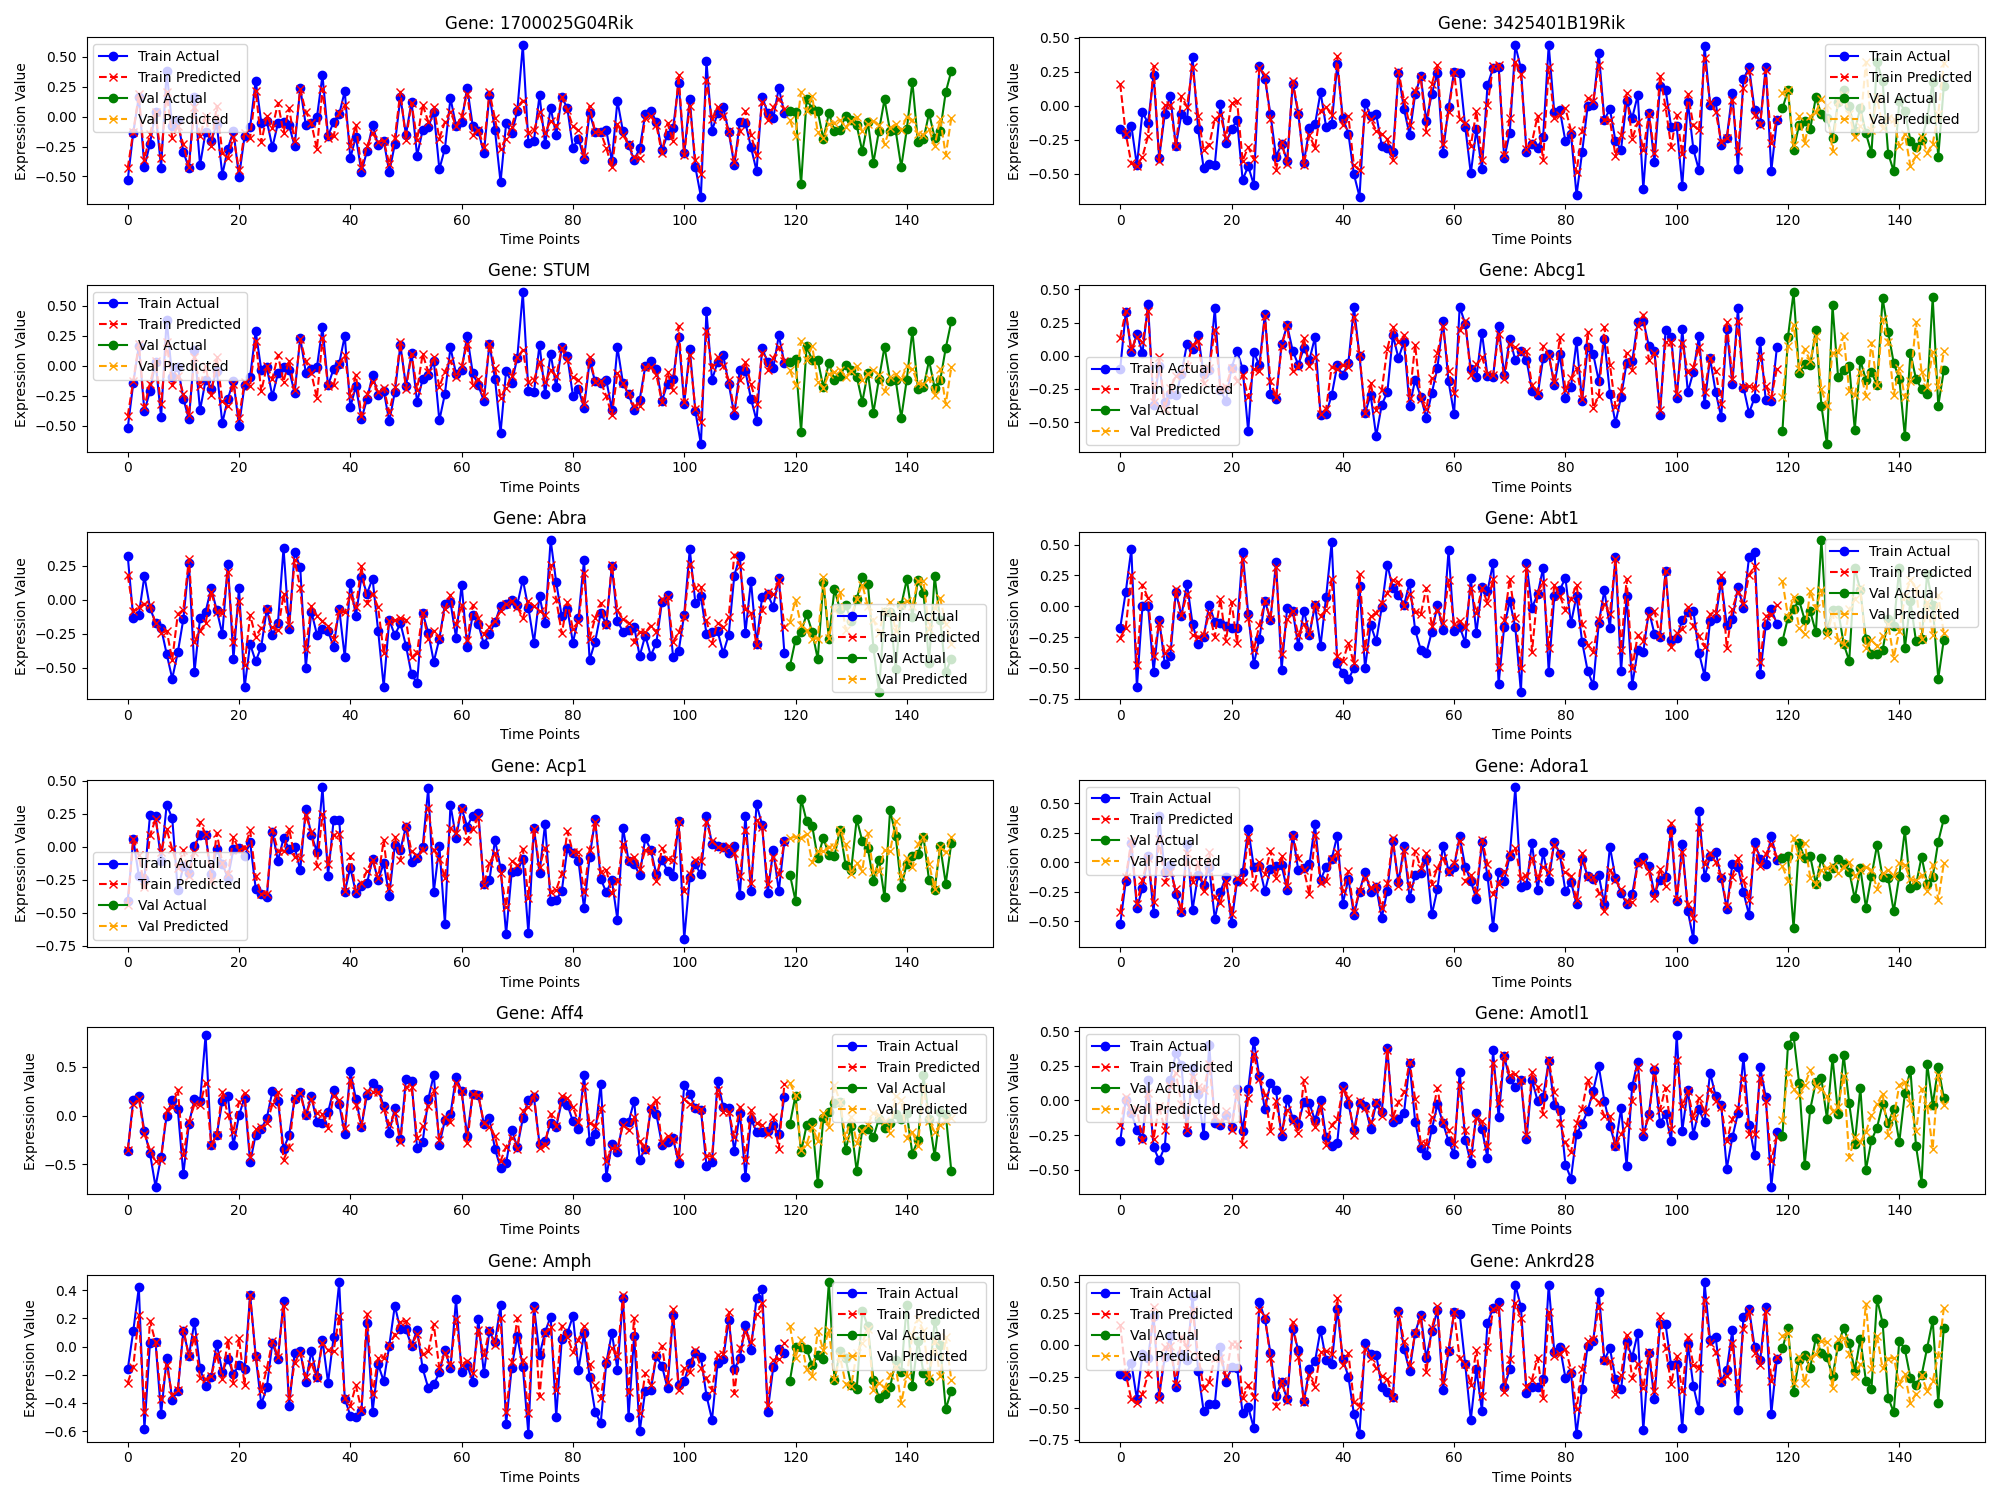 Gene: 1700025G04Rik
Expression Value
0.50
0.25
0.00
−0.25
−0.50
Train Actual
Train Predicted
Val Actual
Val Predicted
0 20 40 60 80 100 120 140
Time Points
Gene: 3425401B19Rik
Expression Value
0.50
0.25
0.00
−0.25
−0.50
Train Actual
Train Predicted
Val Actual
Val Predicted
0 20 40 60 80 100 120 140
Time Points
Gene: STUM
Expression Value
0.50
0.25
0.00
−0.25
−0.50
Train Actual
Train Predicted
Val Actual
Val Predicted
0 20 40 60 80 100 120 140
Time Points
Gene: Abcg1
Expression Value
0.50
0.25
0.00
−0.25
−0.50
Train Actual
Train Predicted
Val Actual
Val Predicted
0 20 40 60 80 100 120 140
Time Points
Gene: Abra
Expression Value
0.25
0.00
−0.25
−0.50
Train Actual
Train Predicted
Val Actual
Val Predicted
0 20 40 60 80 100 120 140
Time Points
Gene: Abt1
Expression Value
0.50
0.25
0.00
−0.25
−0.50
−0.75
Train Actual
Train Predicted
Val Actual
Val Predicted
0 20 40 60 80 100 120 140
Time Points
Gene: Acp1
Expression Value
0.50
0.25
0.00
−0.25
−0.50
−0.75
Train Actual
Train Predicted
Val Actual
Val Predicted
0 20 40 60 80 100 120 140
Time Points
Gene: Adora1
Expression Value
0.50
0.25
0.00
−0.25
−0.50
Train Actual
Train Predicted
Val Actual
Val Predicted
0 20 40 60 80 100 120 140
Time Points
Gene: Aff4
Expression Value
0.5
0.0
−0.5
Train Actual
Train Predicted
Val Actual
Val Predicted
0 20 40 60 80 100 120 140
Time Points
Gene: Amotl1
Expression Value
0.50
0.25
0.00
−0.25
−0.50
Train Actual
Train Predicted
Val Actual
Val Predicted
0 20 40 60 80 100 120 140
Time Points
Gene: Amph
Expression Value
0.4
0.2
0.0
−0.2
−0.4
−0.6
Train Actual
Train Predicted
Val Actual
Val Predicted
0 20 40 60 80 100 120 140
Time Points
Gene: Ankrd28
Expression Value
0.50
0.25
0.00
−0.25
−0.50
−0.75
Train Actual
Train Predicted
Val Actual
Val Predicted
0 20 40 60 80 100 120 140
Time Points